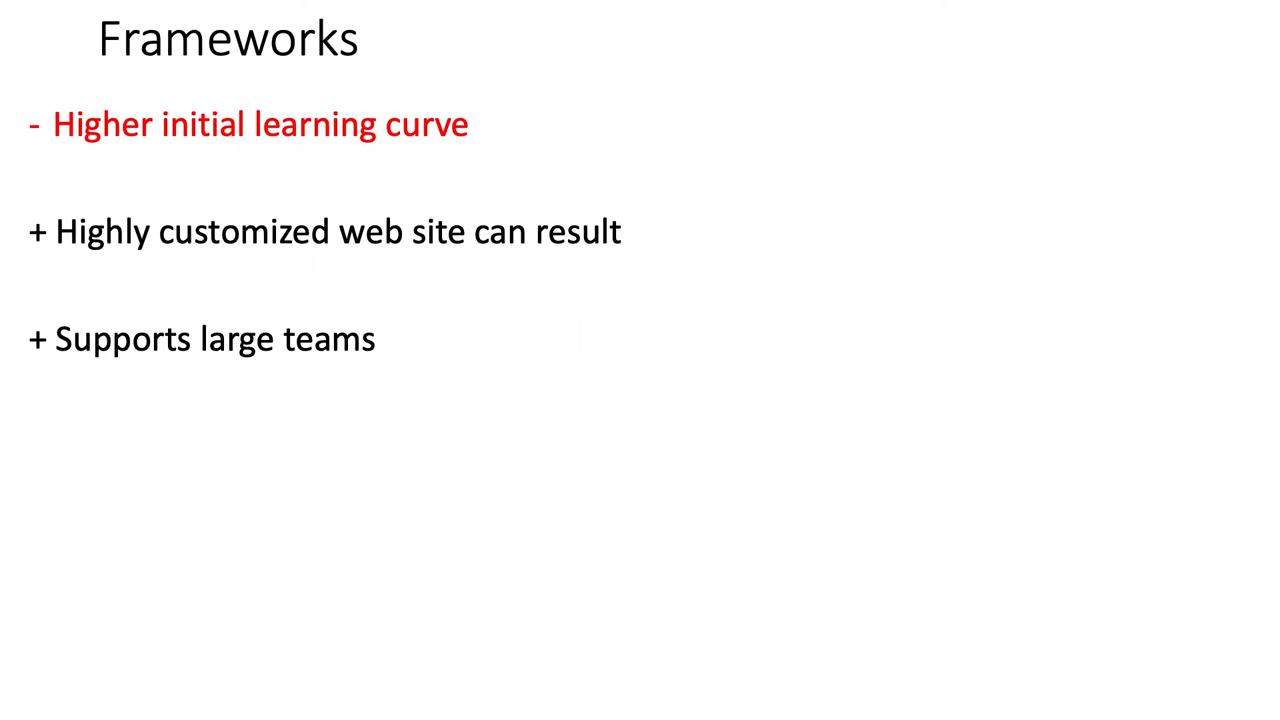 Frameworks
- Higher initial learning curve
+ Highly customized web site can result
+ Supports large teams